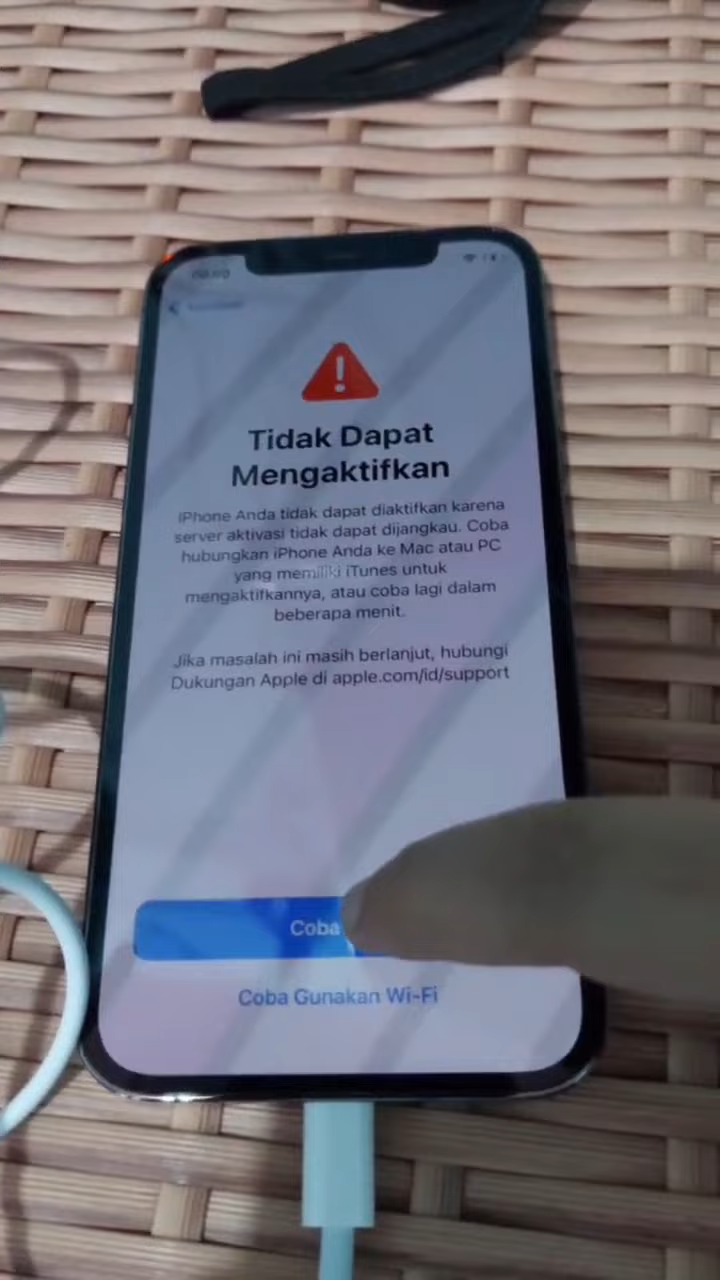 Tidak Dapat
Mengaktifkan
iPhone Anda tidak dapat diaktifkan karena
server aktivasi tidak dapat dijangkau. Coba
hubungkan iPhone Anda ke Mac atau PC
yang memiliki iTunes untuk
mengaktifkannya, atau coba lagi dalam
beberapa menit.
Jika masalah ini masih berlanjut, hubungi
Dukungan Apple di apple.com/id/support
Coba
Coba Gunakan Wi-Fi